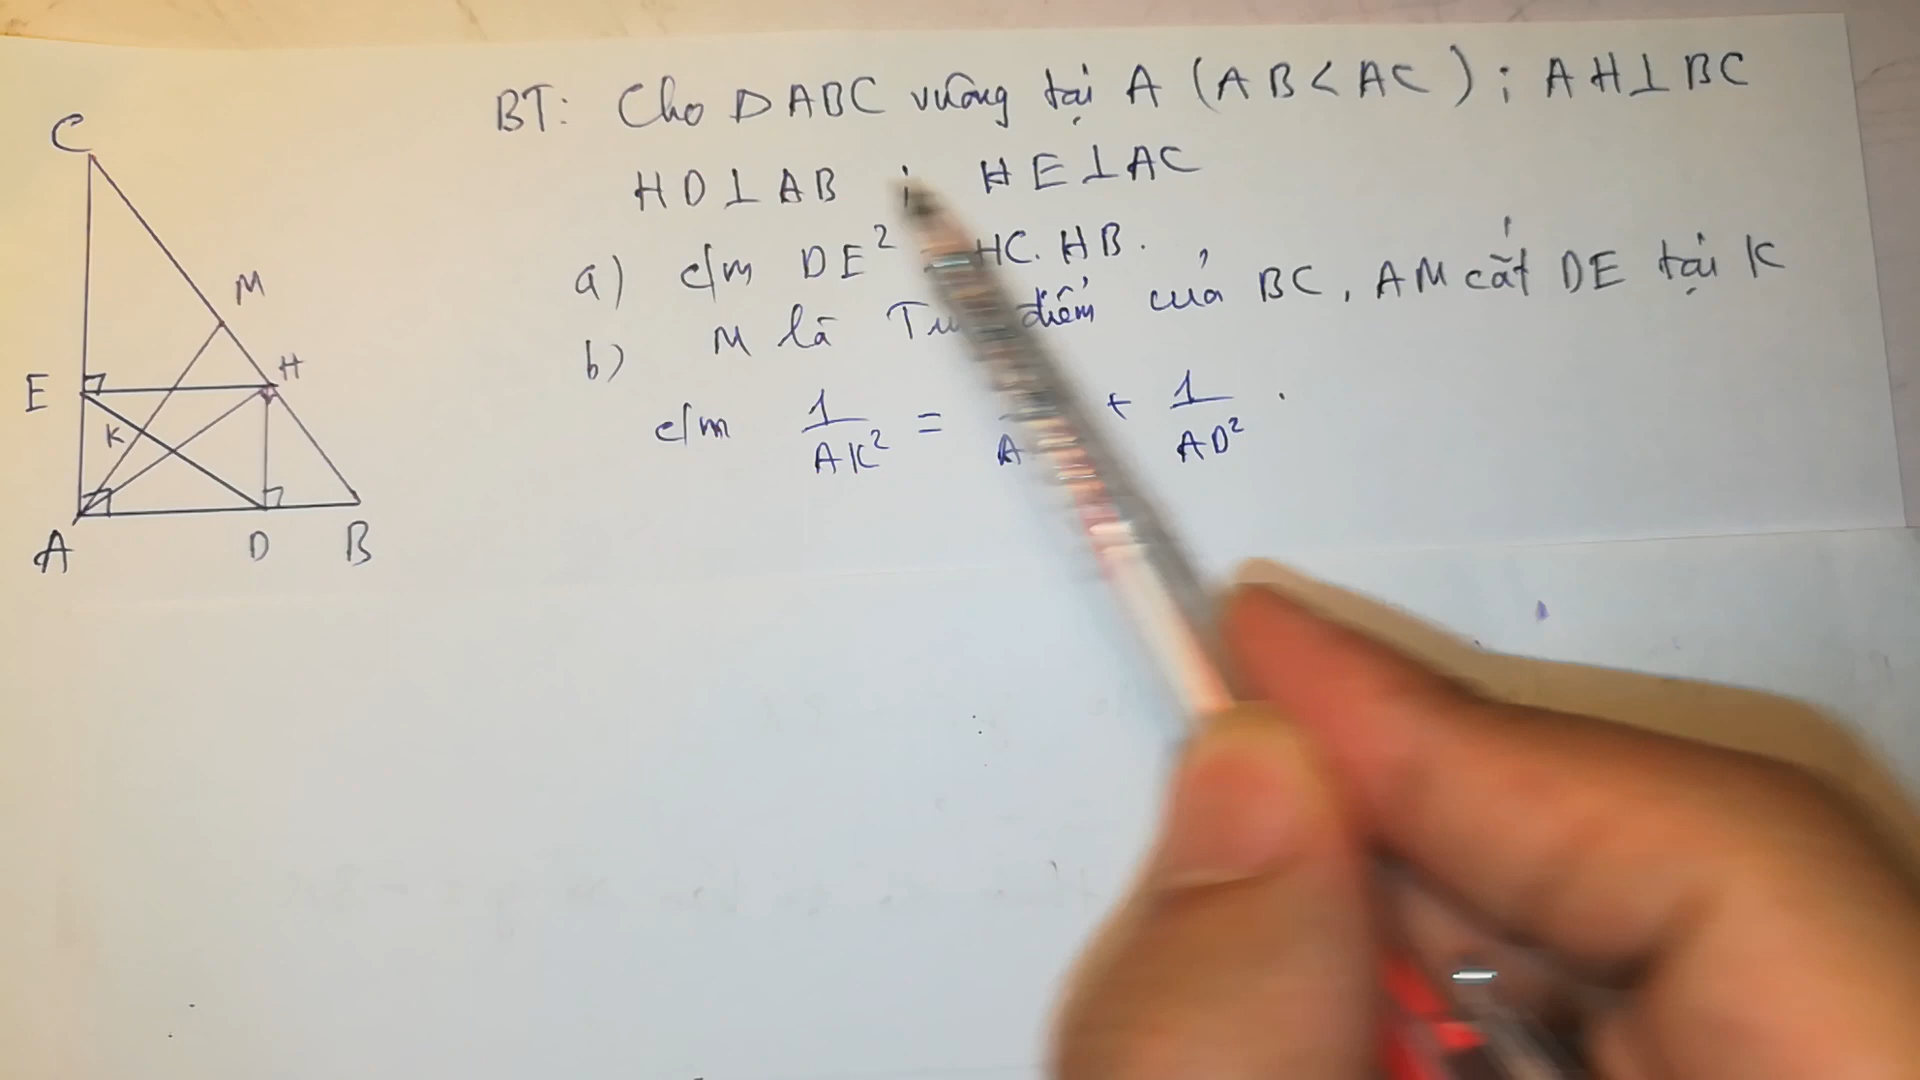 BT: Cho ΔABC vuông tại A (AB<AC); AH⊥BC
HD⊥AB ; HE⊥AC
a) c/m DE² HC.HB.
b) M là điểm của BC, AM cắt DE tại K
c/m 1/AK² = + 1/AD².
C
M
H
E
K
A D B